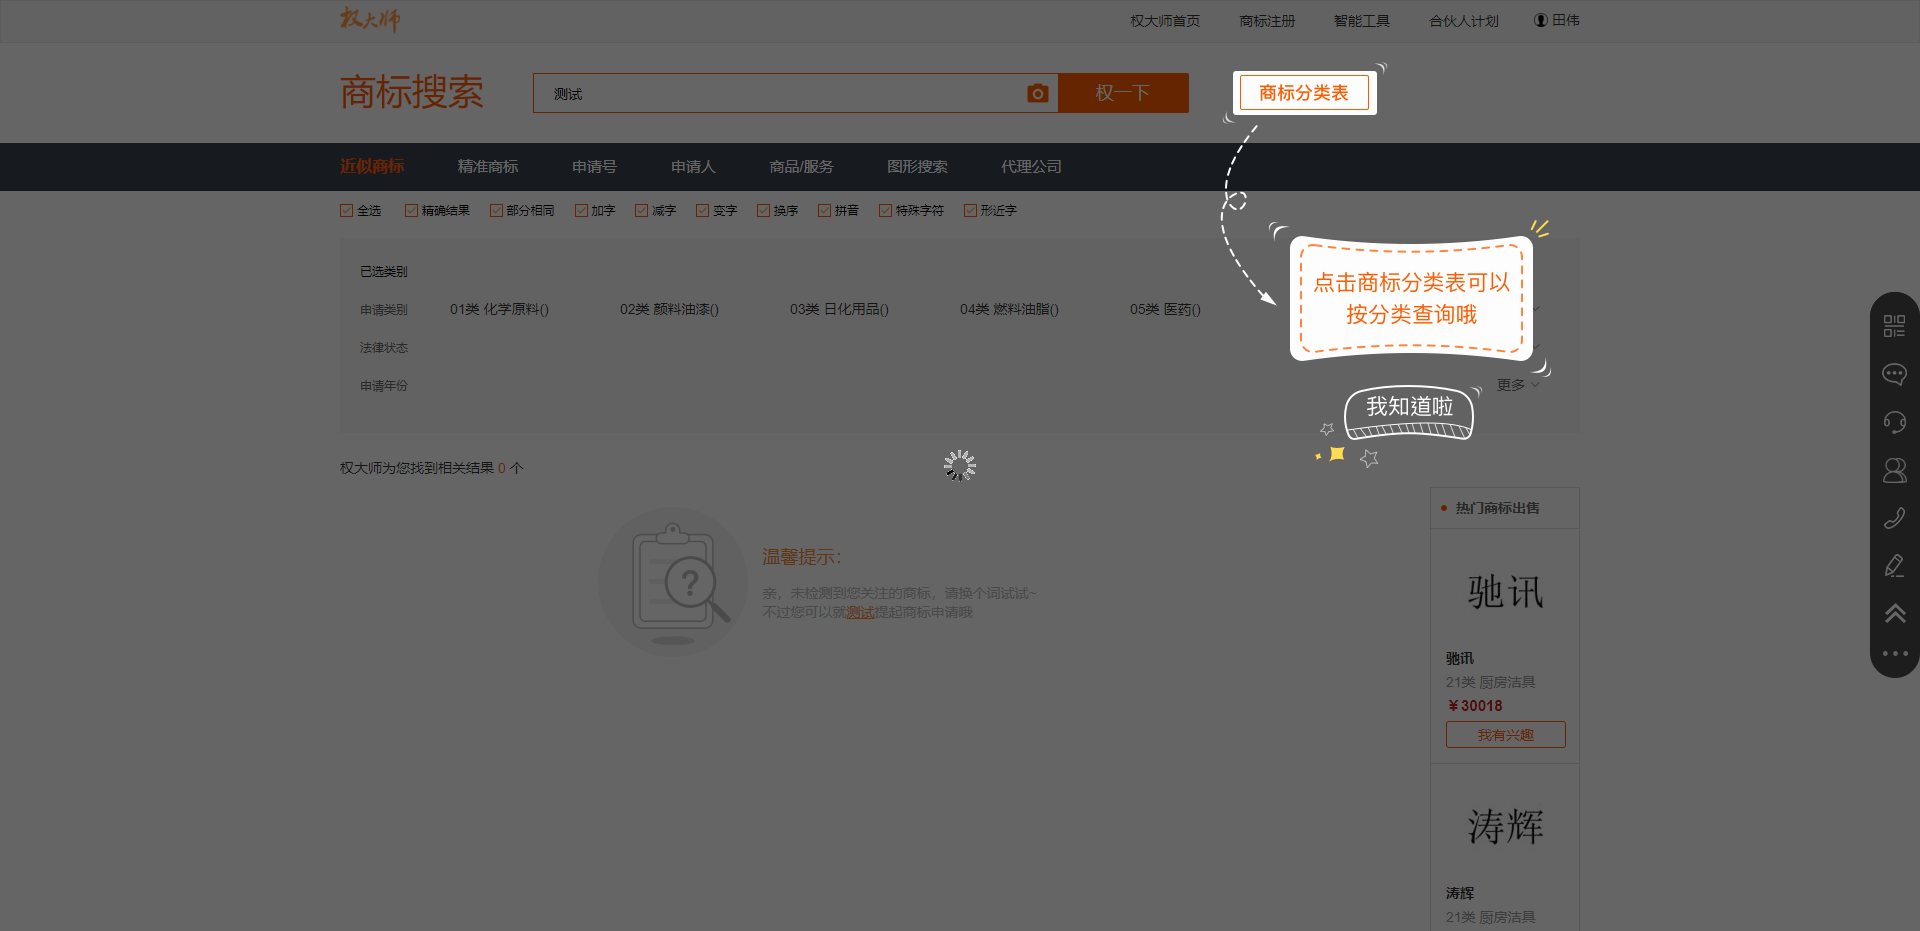 权大师
权大师首页 商标注册 智能工具 合伙人计划 田伟
商标搜索
测试
权一下
商标分类表
近似商标 精准商标 申请号 申请人 商品/服务 图形搜索 代理公司
全选 精确结果 部分相同 加字 减字 变字 换序 拼音 特殊字符 形近字
已选类别
点击商标分类表可以
按分类查询哦
申请类别 01类 化学原料() 02类 颜料油漆() 03类 日化用品() 04类 燃料油脂() 05类 医药()
法律状态
申请年份 更多
我知道啦
权大师为您找到相关结果 0 个
热门商标出售
温馨提示：
亲，未检测到您关注的商标，请换个词试试~
不过您可以就测试提起商标申请哦
?
驰讯
驰讯
21类 厨房洁具
￥30018
我有兴趣
涛辉
涛辉
21类 厨房洁具